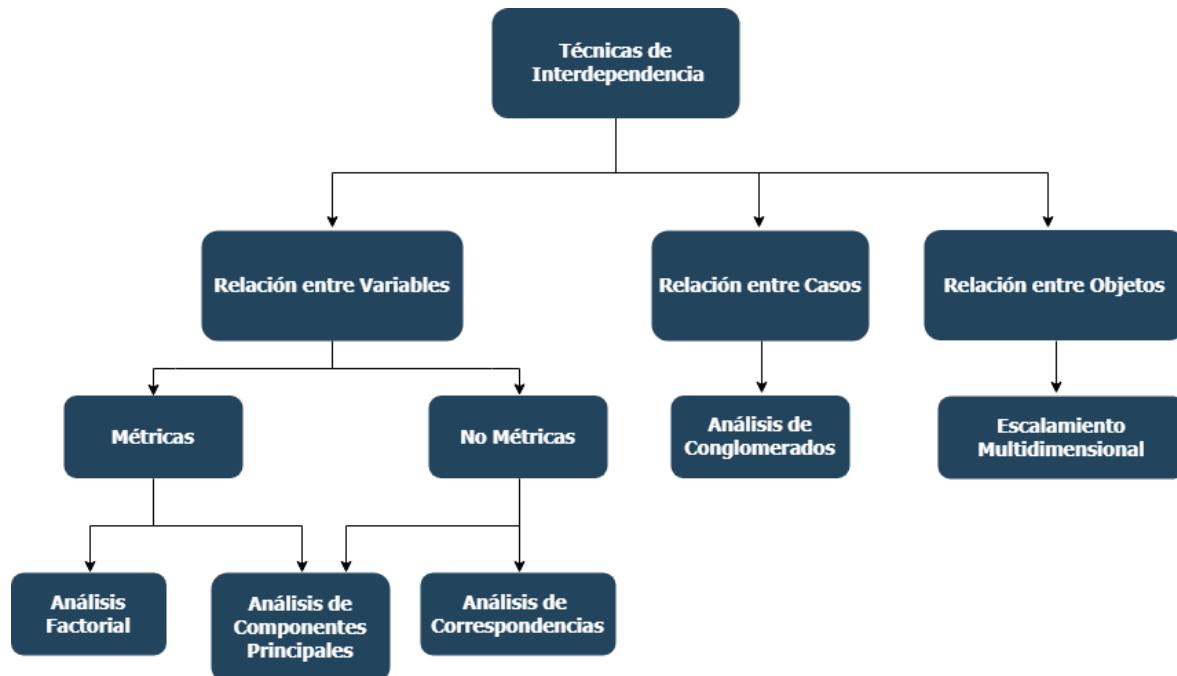 Técnicas de
Interdependencia
Relación entre Variables
Relación entre Casos
Relación entre Objetos
Métricas
No Métricas
Análisis de
Conglomerados
Escalamiento
Multidimensional
Análisis
Factorial
Análisis de
Componentes
Principales
Análisis de
Correspondencias